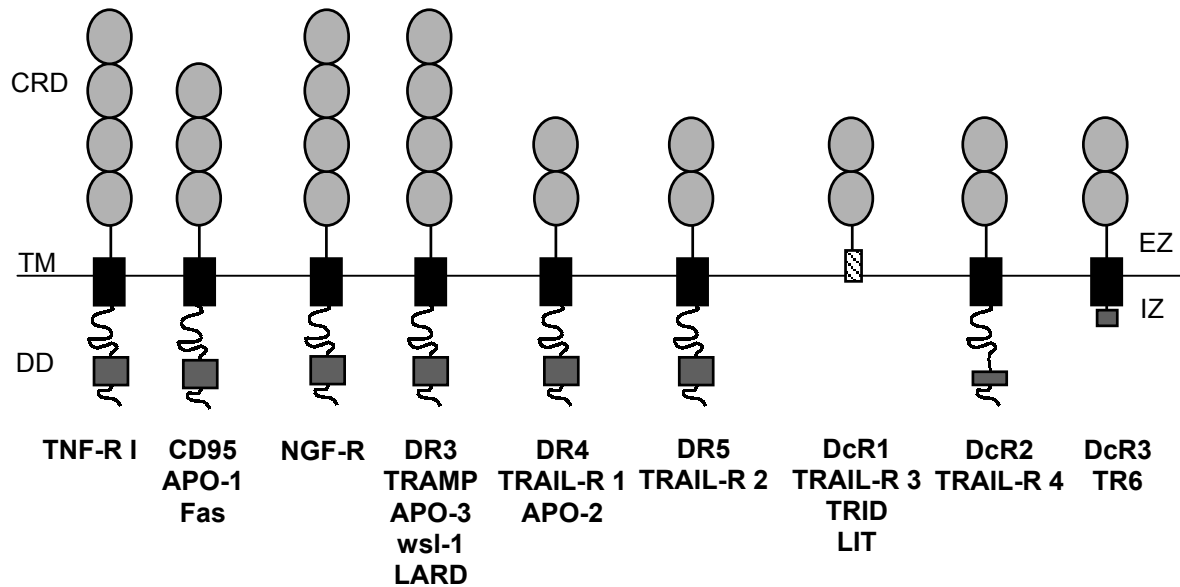 CRD
EZ
TM
IZ
DD
TNF-R I CD95 NGF-R DR3 DR4 DR5 DcR1 DcR2 DcR3
APO-1 TRAMP TRAIL-R 1 TRAIL-R 2 TRAIL-R 3 TRAIL-R 4 TR6
Fas APO-3 APO-2 TRID
wsl-1 LIT
LARD